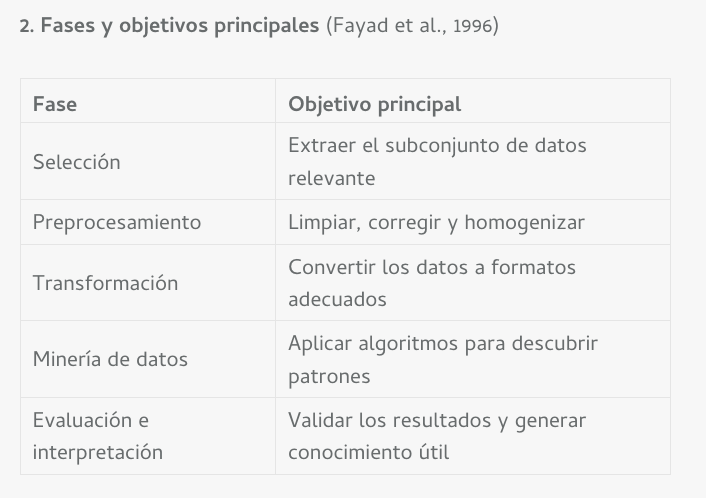 2. Fases y objetivos principales (Fayad et al., 1996)
Fase
Objetivo principal
Selección
Extraer el subconjunto de datos
relevante
Preprocesamiento
Limpiar, corregir y homogenizar
Transformación
Convertir los datos a formatos
adecuados
Minería de datos
Aplicar algoritmos para descubrir
patrones
Evaluación e
interpretación
Validar los resultados y generar
conocimiento útil